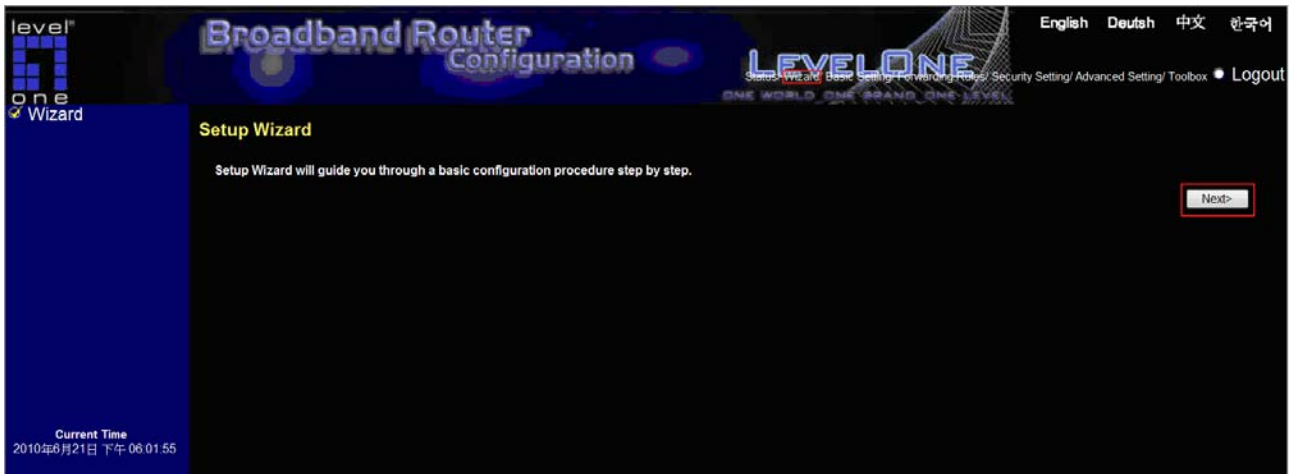 level
one
Broadband Router
Configuration
LEVELONE
ONE WORLD ONE BRAND ONE LEVEL
English Deutsh 中文 한국어
Status/ Wizard/ Basic Setting/ Forwarding Rules/ Security Setting/ Advanced Setting/ Toolbox Logout
Wizard
Setup Wizard
Setup Wizard will guide you through a basic configuration procedure step by step.
Next>
Current Time
2010年6月21日 下午 06:01:55